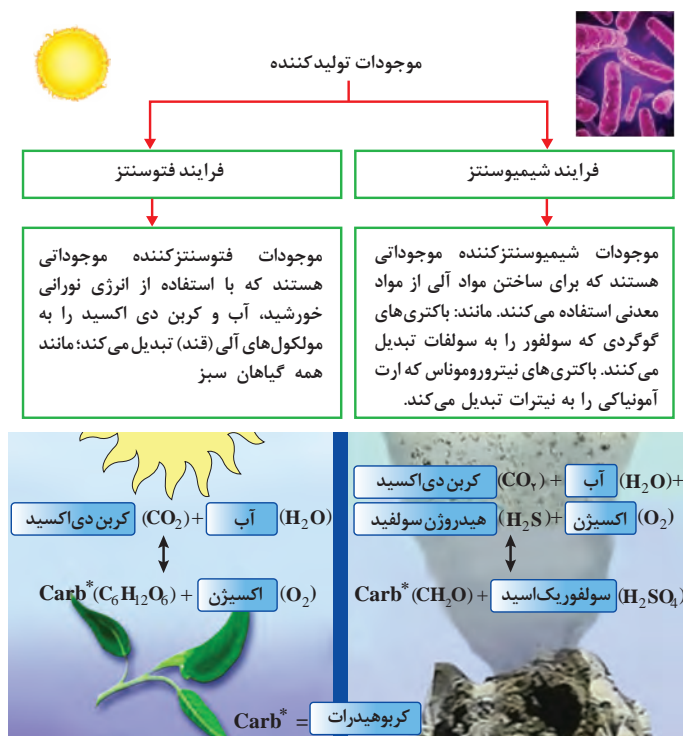 موجودات تولیدکننده
فرایند شیمیوسنتز
فرایند فتوسنتز
موجودات شیمیوسنتزکننده موجوداتی
هستند که برای ساختن مواد آلی از مواد
معدنی استفاده می‌کنند. مانند: باکتری‌های
گوگردی که سولفور را به سولفات تبدیل
می‌کنند. باکتری‌های نیتروروموناس که ارت
آمونیاکی را به نیترات تبدیل می‌کند.
موجودات فتوسنتزکننده موجوداتی
هستند که با استفاده از انرژی نورانی
خورشید، آب و کربن دی اکسید را به
مولکول‌های آلی (قند) تبدیل می‌کند؛ مانند
همه گیاهان سبز
کربن دی‌اکسید (CO₂) + آب (H₂O)+
هیدروژن سولفید (H₂S)+ اکسیژن (O₂)
Carb*(CH₂O) + سولفوریک‌اسید (H₂SO₄)
کربن دی‌اکسید (CO₂)+ آب (H₂O)
Carb*(C₆H₁₂O₆) + اکسیژن (O₂)
Carb* = کربوهیدرات